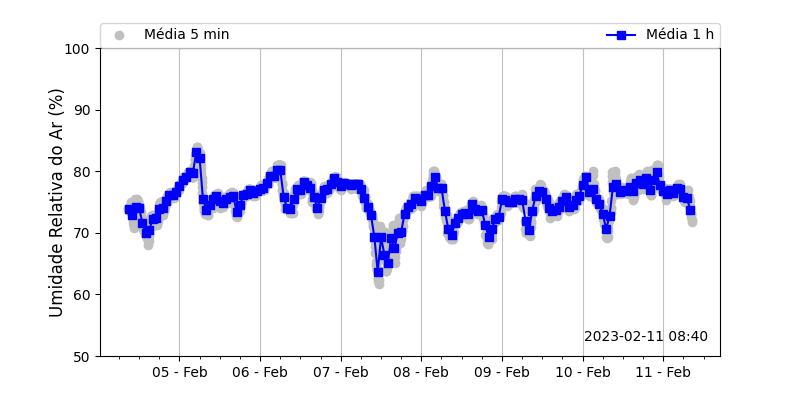 Média 5 min
Média 1 h
Umidade Relativa do Ar (%)
100
90
80
70
60
50
2023-02-11 08:40
05 - Feb
06 - Feb
07 - Feb
08 - Feb
09 - Feb
10 - Feb
11 - Feb